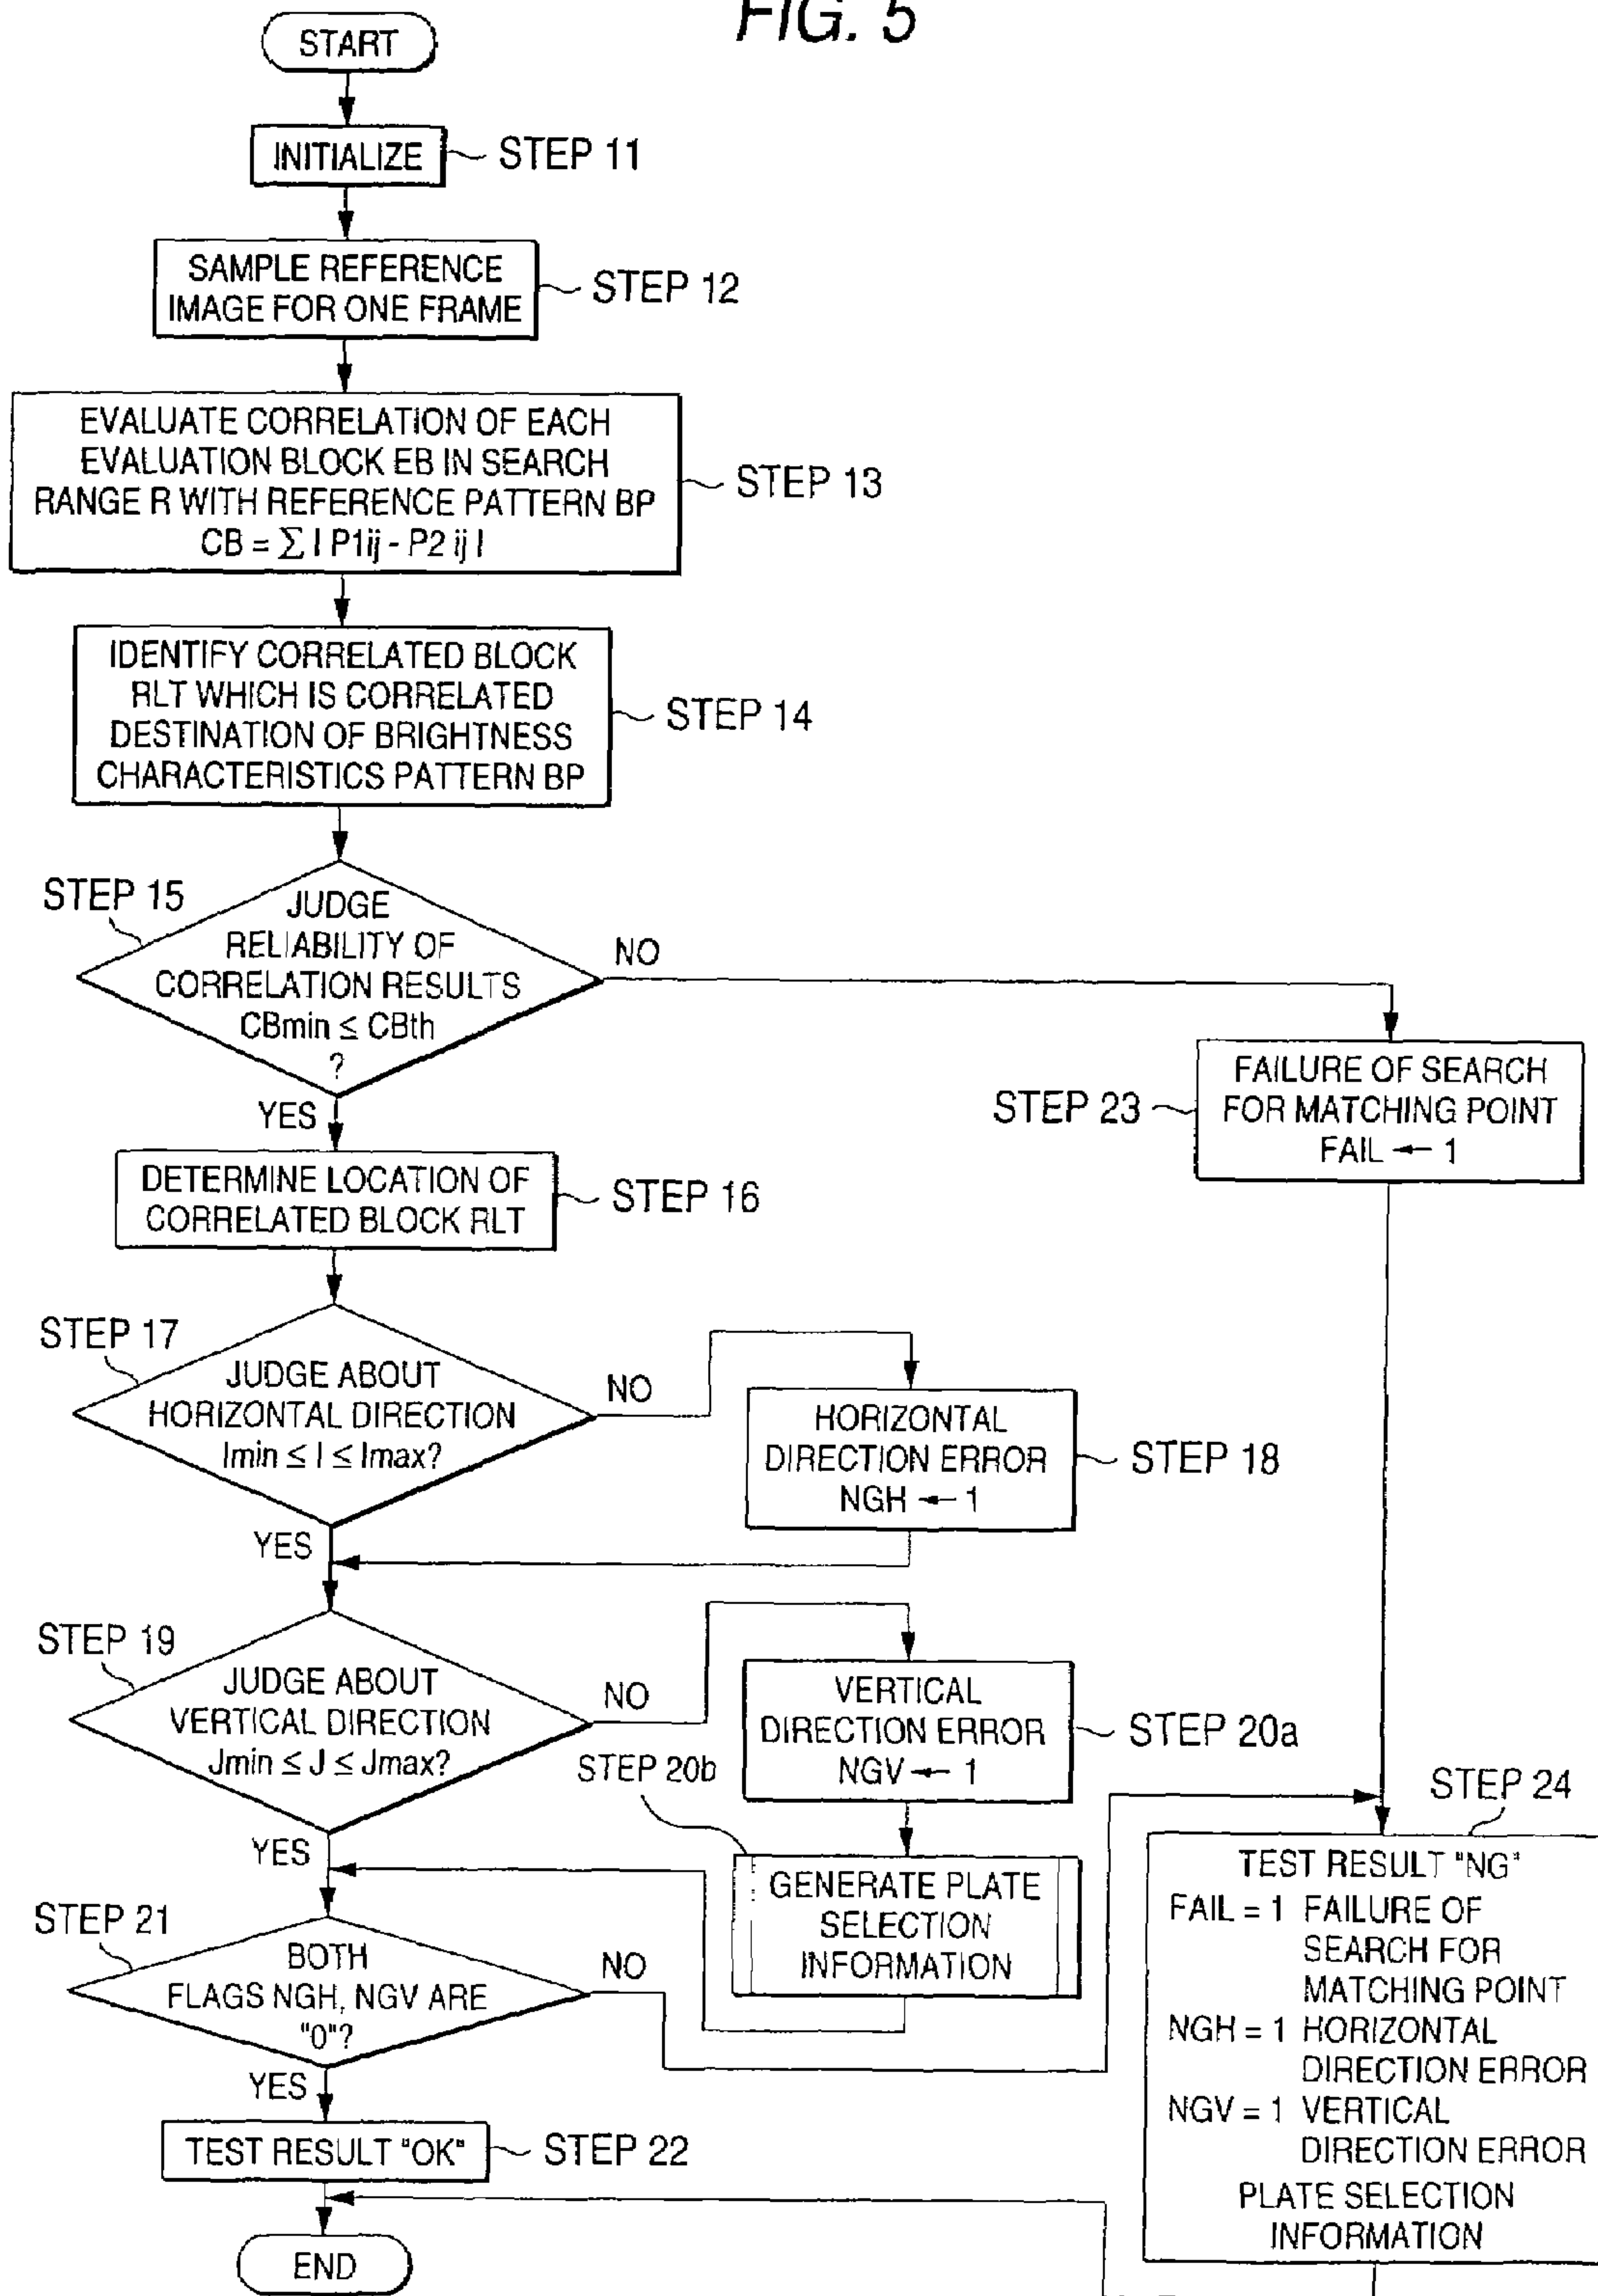 FIG. 5
START
INITIALIZE
STEP 11
SAMPLE REFERENCE
IMAGE FOR ONE FRAME
STEP 12
EVALUATE CORRELATION OF EACH
EVALUATION BLOCK EB IN SEARCH
RANGE R WITH REFERENCE PATTERN BP
CB = ∑ | P1ij - P2 ij |
STEP 13
IDENTIFY CORRELATED BLOCK
RLT WHICH IS CORRELATED
DESTINATION OF BRIGHTNESS
CHARACTERISTICS PATTERN BP
STEP 14
STEP 15
JUDGE
RELIABILITY OF
CORRELATION RESULTS
CBmin ≤ CBth
?
NO
YES
FAILURE OF SEARCH
FOR MATCHING POINT
FAIL ← 1
STEP 23
DETERMINE LOCATION OF
CORRELATED BLOCK RLT
STEP 16
STEP 17
JUDGE ABOUT
HORIZONTAL DIRECTION
Imin ≤ I ≤ Imax?
NO
YES
HORIZONTAL
DIRECTION ERROR
NGH ← 1
STEP 18
STEP 19
JUDGE ABOUT
VERTICAL DIRECTION
Jmin ≤ J ≤ Jmax?
NO
YES
VERTICAL
DIRECTION ERROR
NGV ← 1
STEP 20a
STEP 20b
GENERATE PLATE
SELECTION
INFORMATION
STEP 21
BOTH
FLAGS NGH, NGV ARE
"0"?
NO
YES
STEP 24
TEST RESULT "NG"
FAIL = 1 FAILURE OF
SEARCH FOR
MATCHING POINT
NGH = 1 HORIZONTAL
DIRECTION ERROR
NGV = 1 VERTICAL
DIRECTION ERROR
PLATE SELECTION
INFORMATION
TEST RESULT "OK"
STEP 22
END